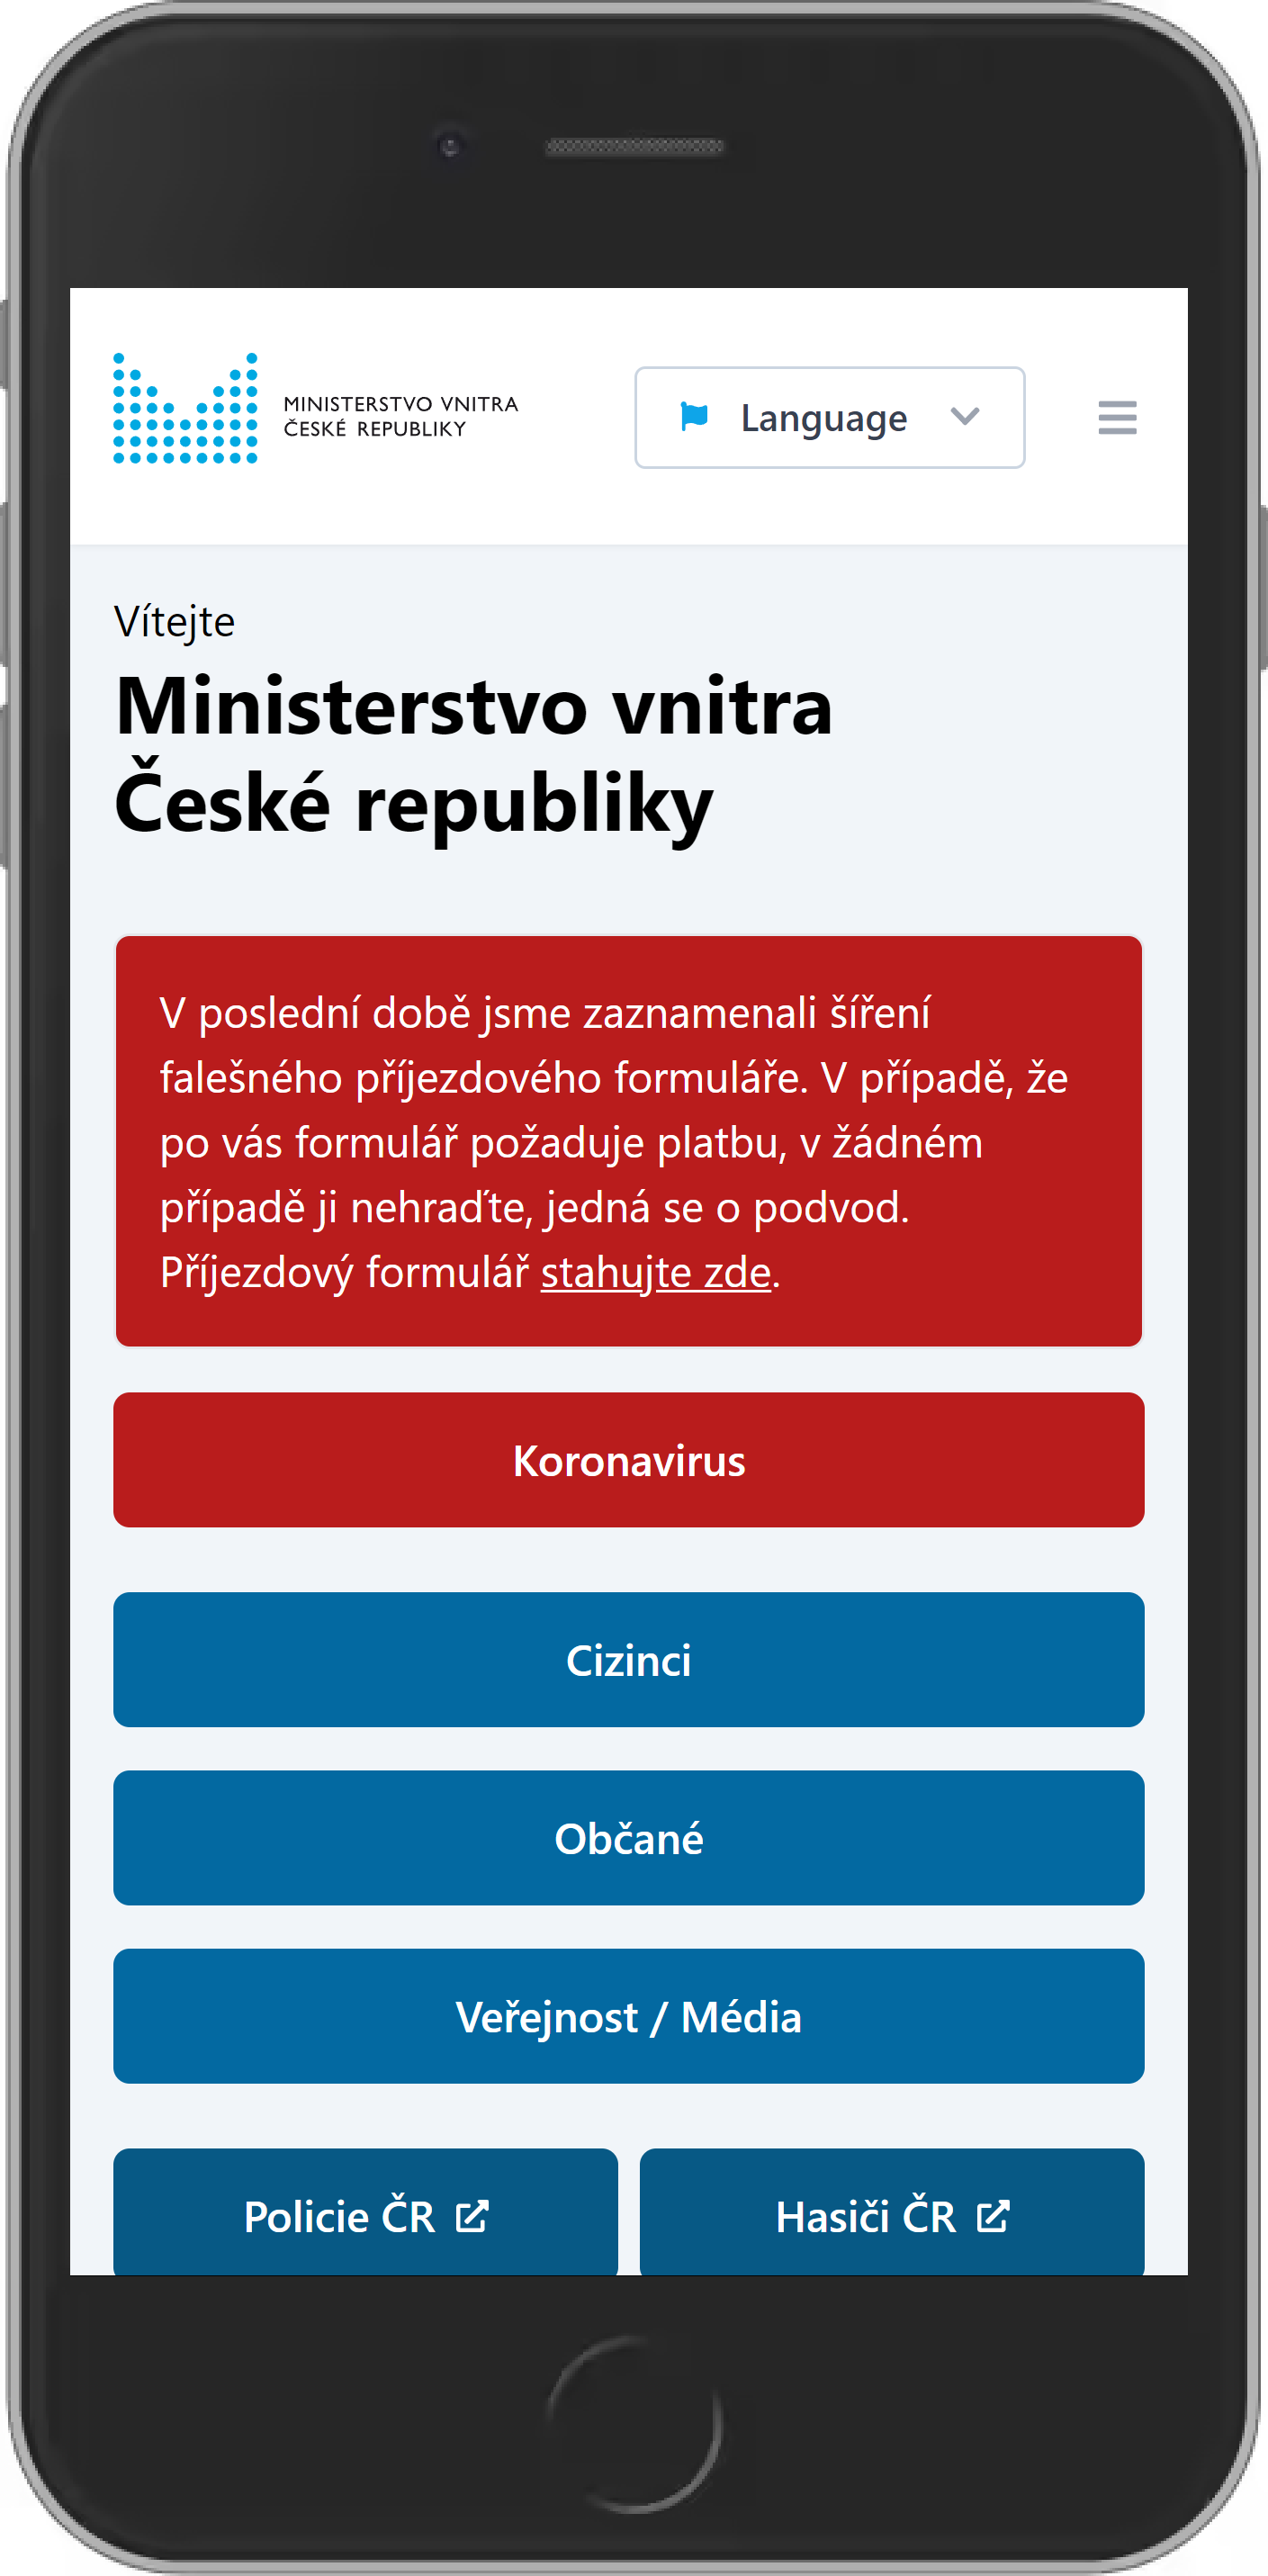 MINISTERSTVO VNITRA
ČESKÉ REPUBLIKY
Language
Vítejte
Ministerstvo vnitra
České republiky
V poslední době jsme zaznamenali šíření
falešného příjezdového formuláře. V případě, že
po vás formulář požaduje platbu, v žádném
případě ji nehraďte, jedná se o podvod.
Příjezdový formulář stahujte zde.
Koronavirus
Cizinci
Občané
Veřejnost / Média
Policie ČR
Hasiči ČR